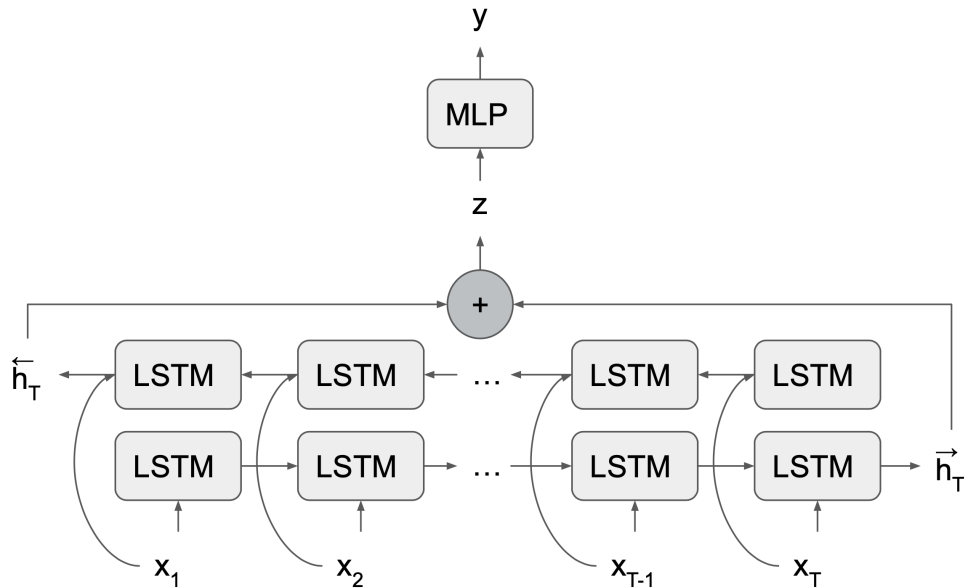 y
MLP
z
+
←h_T LSTM LSTM ... LSTM LSTM
LSTM LSTM ... LSTM LSTM →h_T
x_1 x_2 x_{T-1} x_T